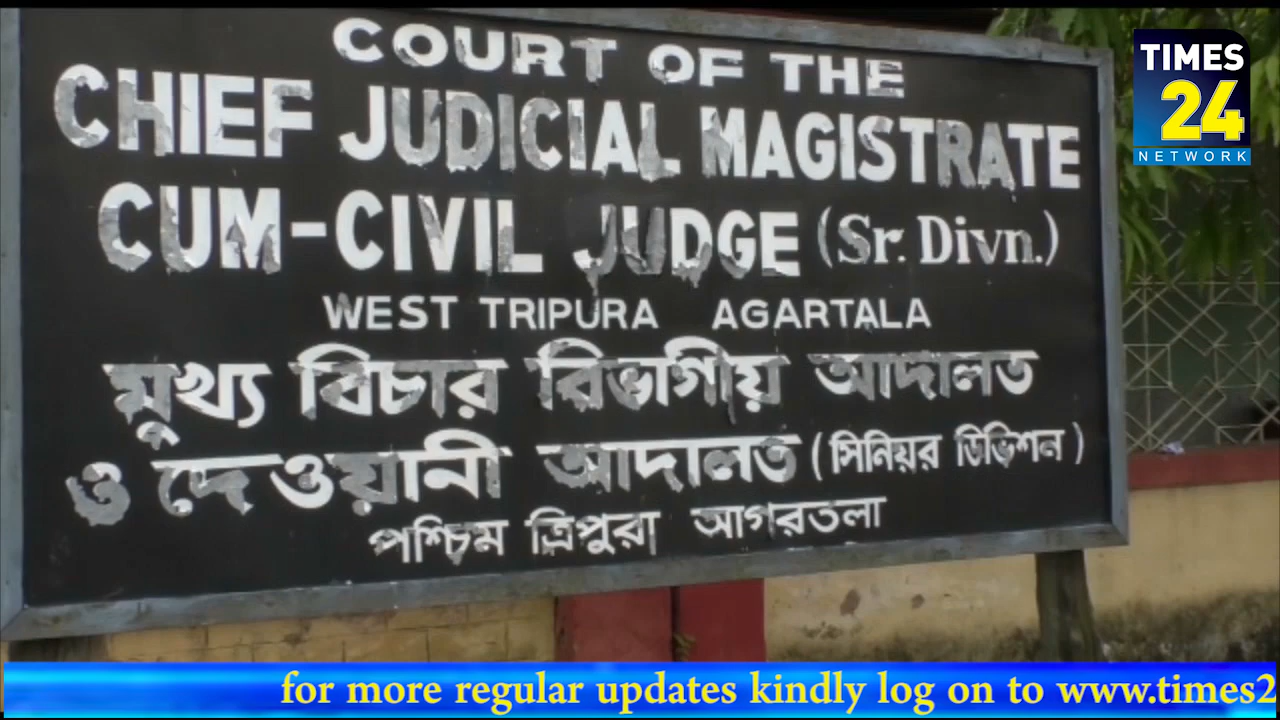 COURT OF THE
CHIEF JUDICIAL MAGISTRATE
CUM-CIVIL JUDGE (Sr. Divn.)
WEST TRIPURA AGARTALA
মুখ্য বিচার বিভাগীয় আদালত
ও দেওয়ানী আদালত (সিনিয়র ডিভিশন)
পশ্চিম ত্রিপুরা আগরতলা
TIMES
24
NETWORK
for more regular updates kindly log on to www.times2